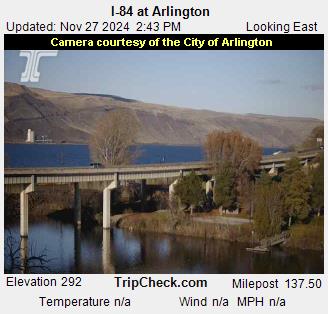 I-84 at Arlington
Updated: Nov 27 2024 2:43 PM Looking East
Camera courtesy of the City of Arlington
Elevation 292 TripCheck.com Milepost 137.50
Temperature n/a Wind n/a MPH n/a